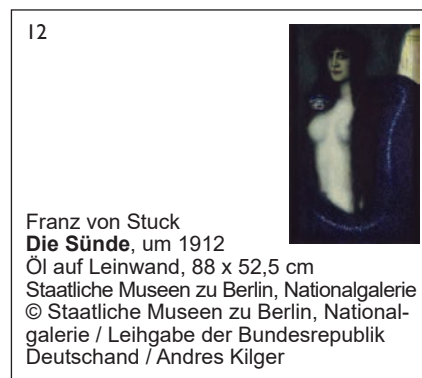 12
Franz von Stuck
Die Sünde, um 1912
Öl auf Leinwand, 88 x 52,5 cm
Staatliche Museen zu Berlin, Nationalgalerie
© Staatliche Museen zu Berlin, National-
galerie / Leihgabe der Bundesrepublik
Deutschand / Andres Kilger